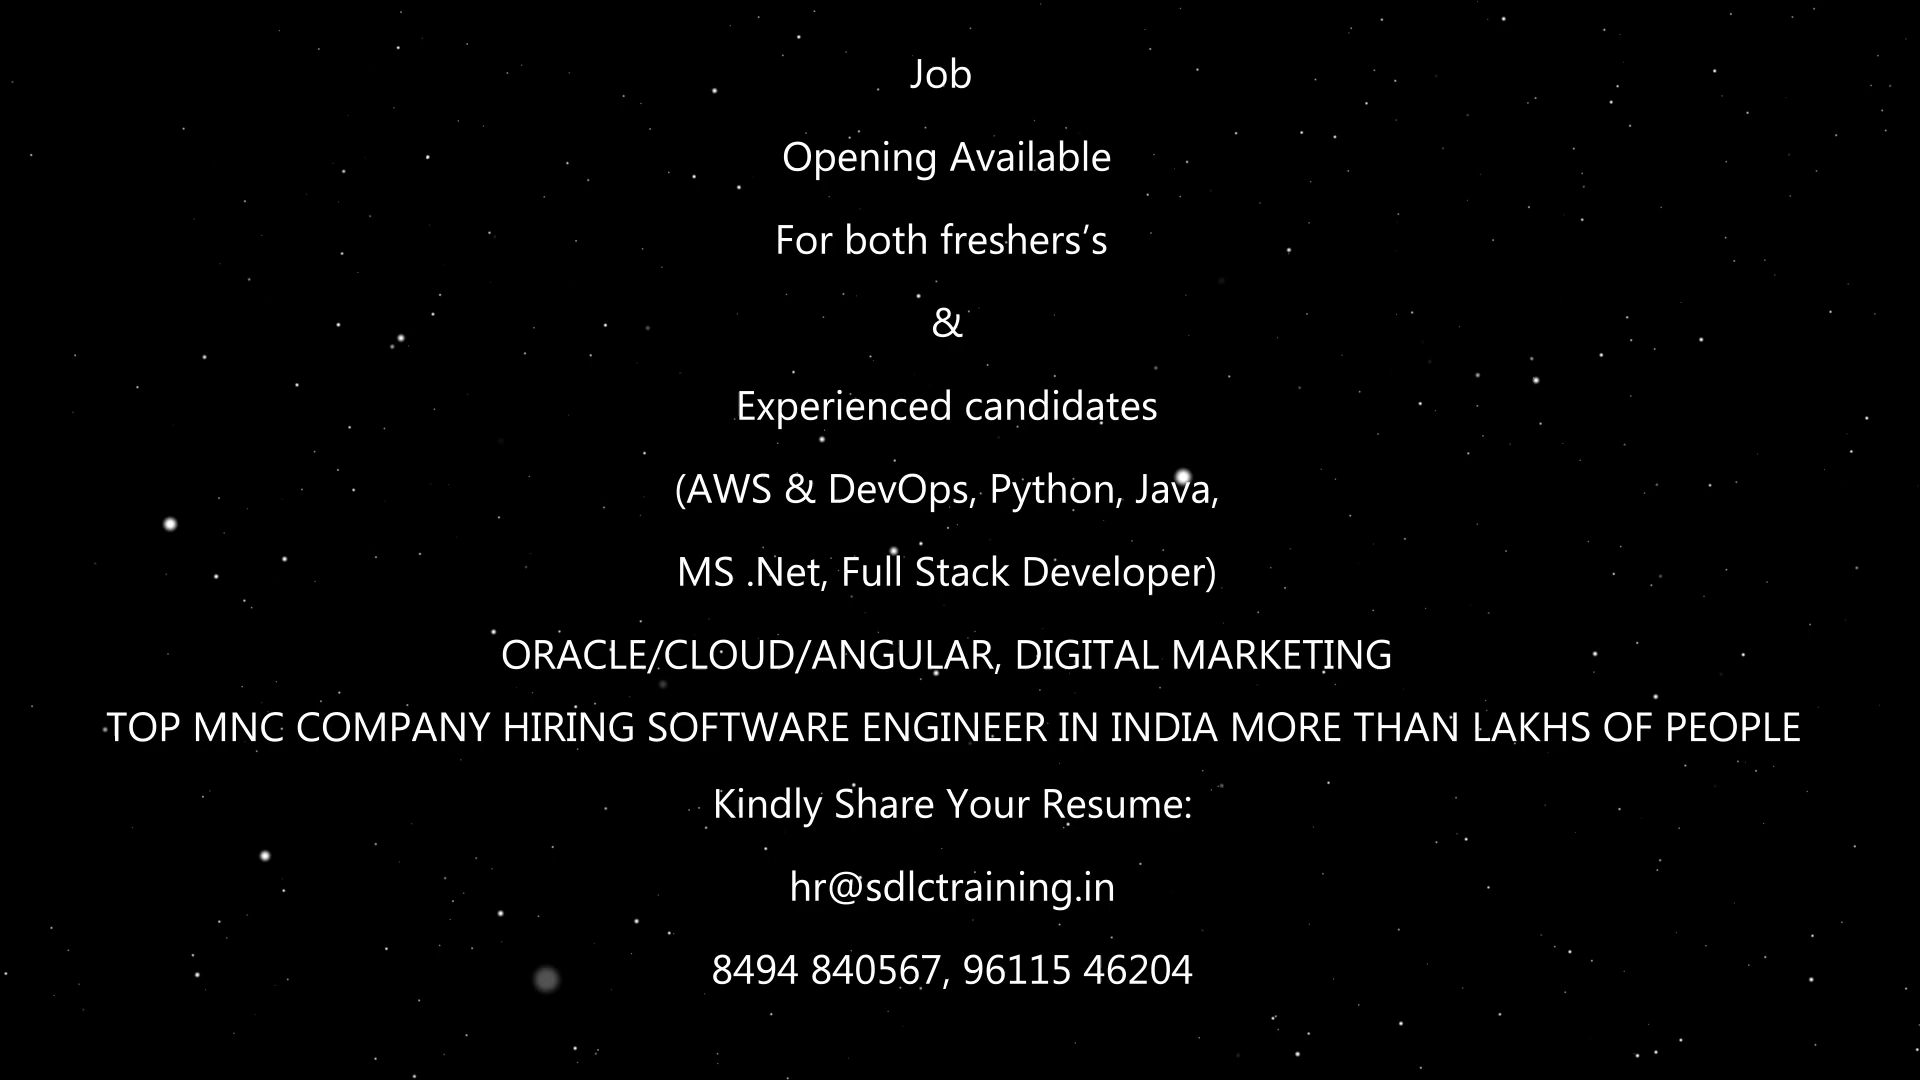 Job
Opening Available
For both freshers’s
&
Experienced candidates
(AWS & DevOps, Python, Java,
MS .Net, Full Stack Developer)
ORACLE/CLOUD/ANGULAR, DIGITAL MARKETING
TOP MNC COMPANY HIRING SOFTWARE ENGINEER IN INDIA MORE THAN LAKHS OF PEOPLE
Kindly Share Your Resume:
hr@sdlctraining.in
8494 840567, 96115 46204